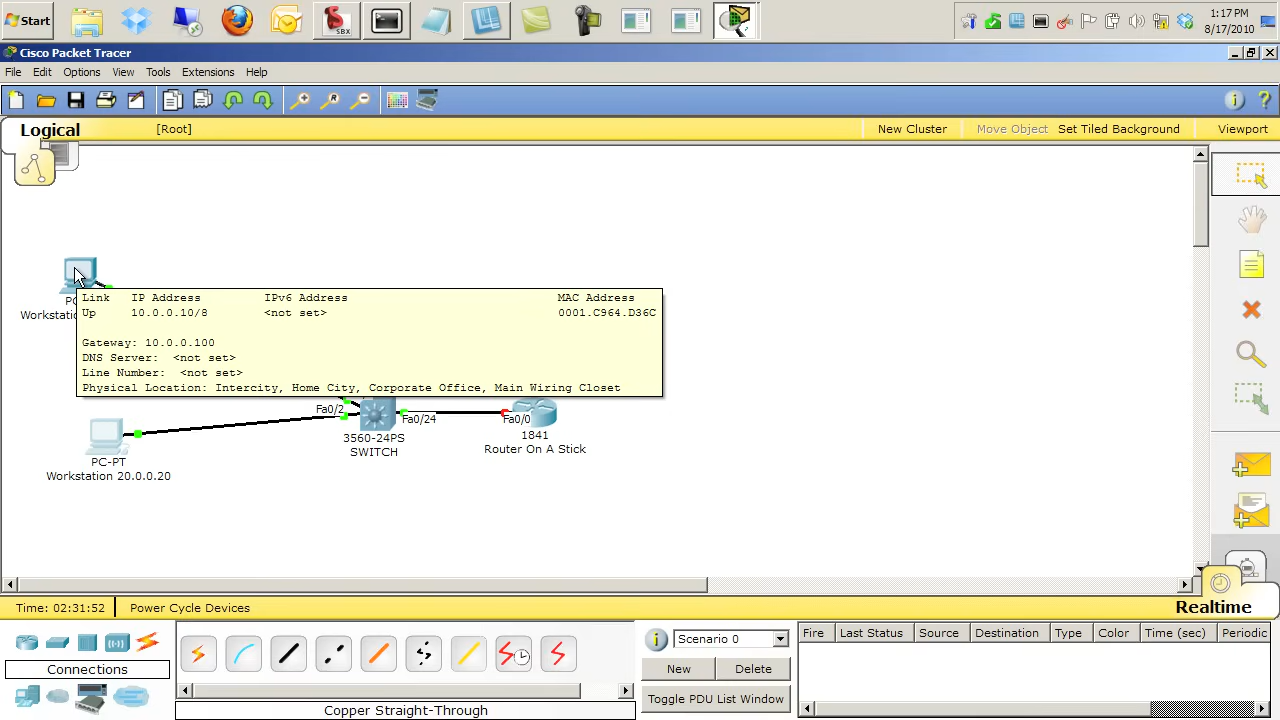 Start
SBX
1:17 PM
8/17/2010
Cisco Packet Tracer
File Edit Options View Tools Extensions Help
Logical [Root] New Cluster Move Object Set Tiled Background Viewport
PC
Workstation
Link IP Address IPv6 Address MAC Address
Up 10.0.0.10/8 <not set> 0001.C964.D36C
Gateway: 10.0.0.100
DNS Server: <not set>
Line Number: <not set>
Physical Location: Intercity, Home City, Corporate Office, Main Wiring Closet
Fa0/2 Fa0/24 Fa0/0
3560-24PS
SWITCH
1841
Router On A Stick
PC-PT
Workstation 20.0.0.20
Time: 02:31:52 Power Cycle Devices Realtime
Connections
Copper Straight-Through
Scenario 0
New Delete
Toggle PDU List Window
Fire Last Status Source Destination Type Color Time (sec) Periodic